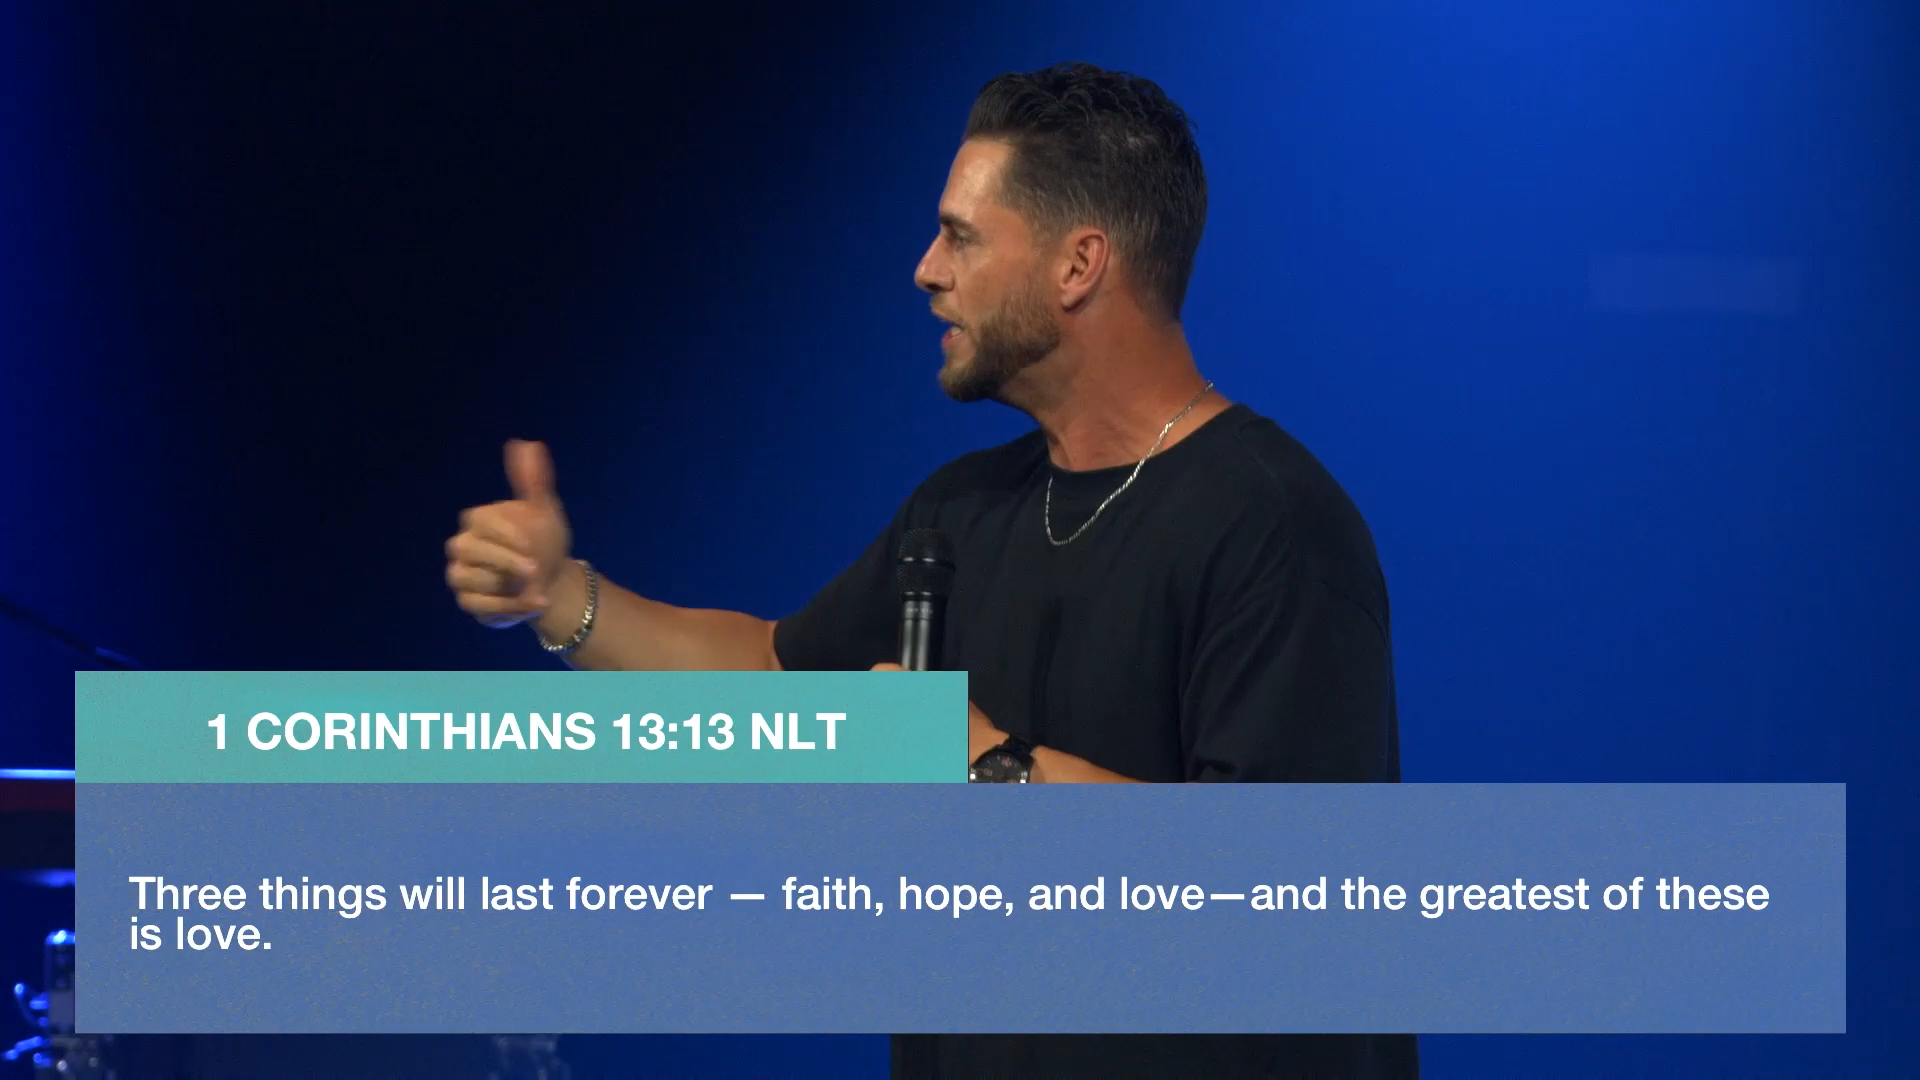 1 CORINTHIANS 13:13 NLT
Three things will last forever — faith, hope, and love—and the greatest of these
is love.